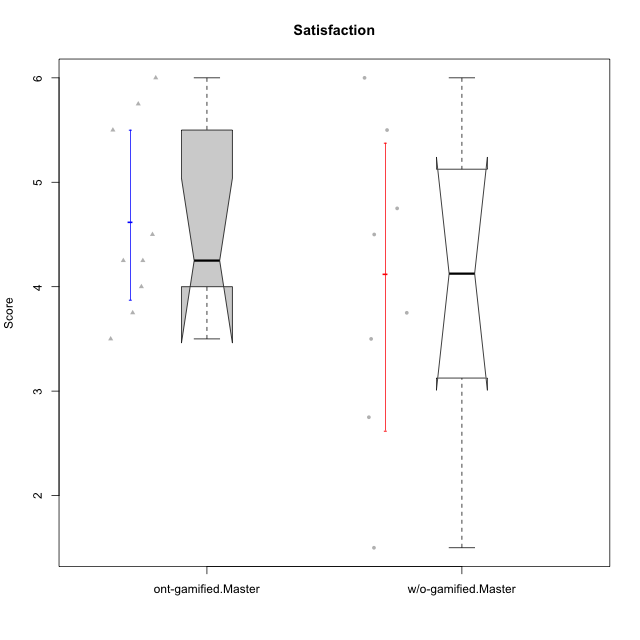 Satisfaction
Score
6
5
4
3
2
ont-gamified.Master
w/o-gamified.Master